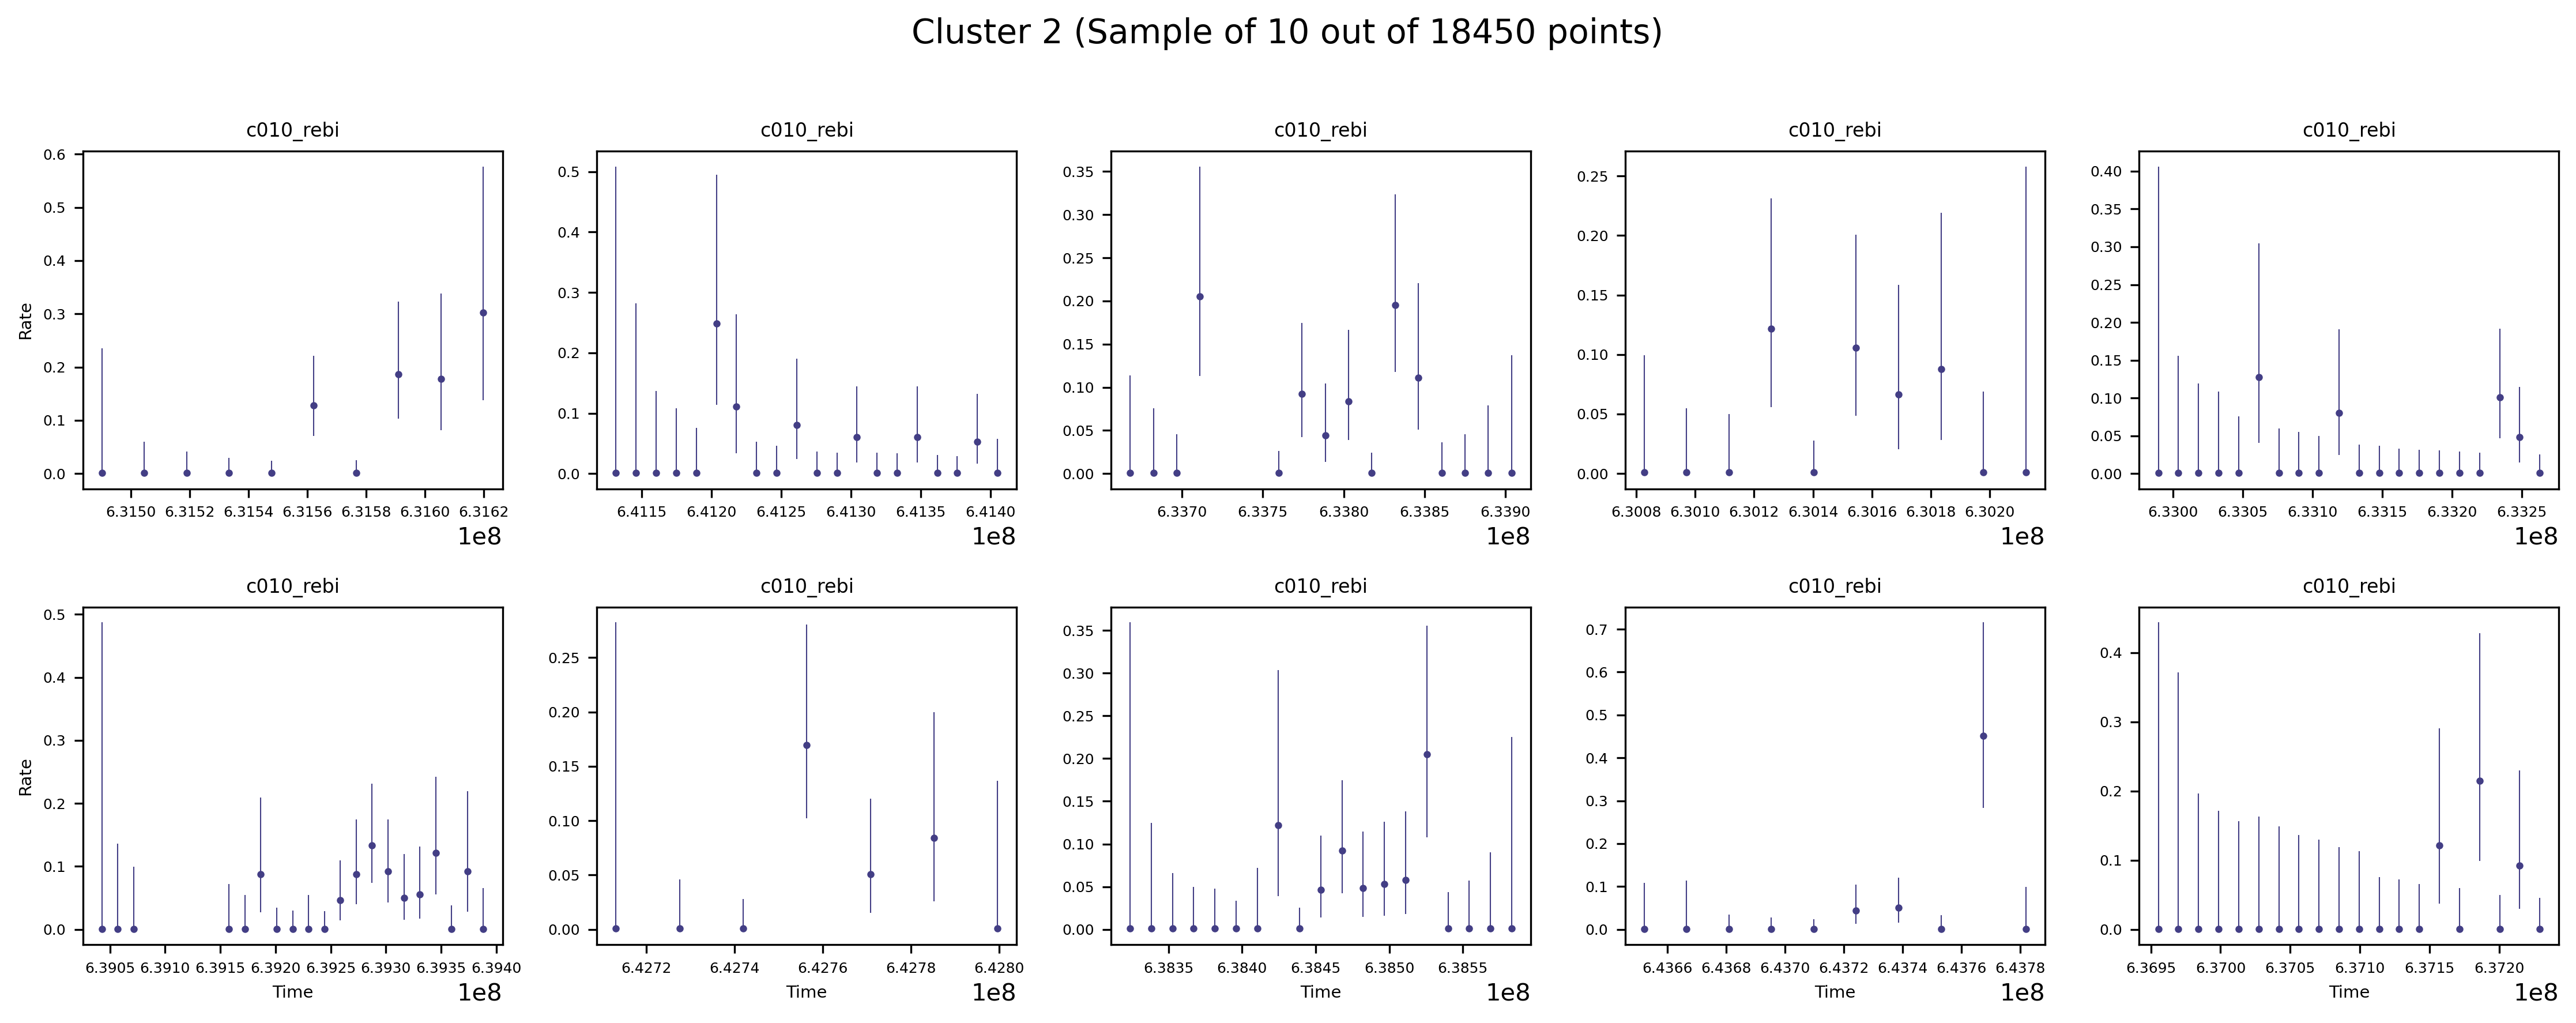 Cluster 2 (Sample of 10 out of 18450 points)
c010_rebi c010_rebi c010_rebi c010_rebi c010_rebi
Rate
0.6 0.5 0.4 0.3 0.2 0.1 0.0
6.3150 6.3152 6.3154 6.3156 6.3158 6.3160 6.3162
1e8
0.5 0.4 0.3 0.2 0.1 0.0
6.4115 6.4120 6.4125 6.4130 6.4135 6.4140
1e8
0.35 0.30 0.25 0.20 0.15 0.10 0.05 0.00
6.3370 6.3375 6.3380 6.3385 6.3390
1e8
0.25 0.20 0.15 0.10 0.05 0.00
6.3008 6.3010 6.3012 6.3014 6.3016 6.3018 6.3020
1e8
0.40 0.35 0.30 0.25 0.20 0.15 0.10 0.05 0.00
6.3300 6.3305 6.3310 6.3315 6.3320 6.3325
1e8
c010_rebi c010_rebi c010_rebi c010_rebi c010_rebi
Rate
0.5 0.4 0.3 0.2 0.1 0.0
6.3905 6.3910 6.3915 6.3920 6.3925 6.3930 6.3935 6.3940
Time 1e8
0.25 0.20 0.15 0.10 0.05 0.00
6.4272 6.4274 6.4276 6.4278 6.4280
Time 1e8
0.35 0.30 0.25 0.20 0.15 0.10 0.05 0.00
6.3835 6.3840 6.3845 6.3850 6.3855
Time 1e8
0.7 0.6 0.5 0.4 0.3 0.2 0.1 0.0
6.4366 6.4368 6.4370 6.4372 6.4374 6.4376 6.4378
Time 1e8
0.4 0.3 0.2 0.1 0.0
6.3695 6.3700 6.3705 6.3710 6.3715 6.3720
Time 1e8